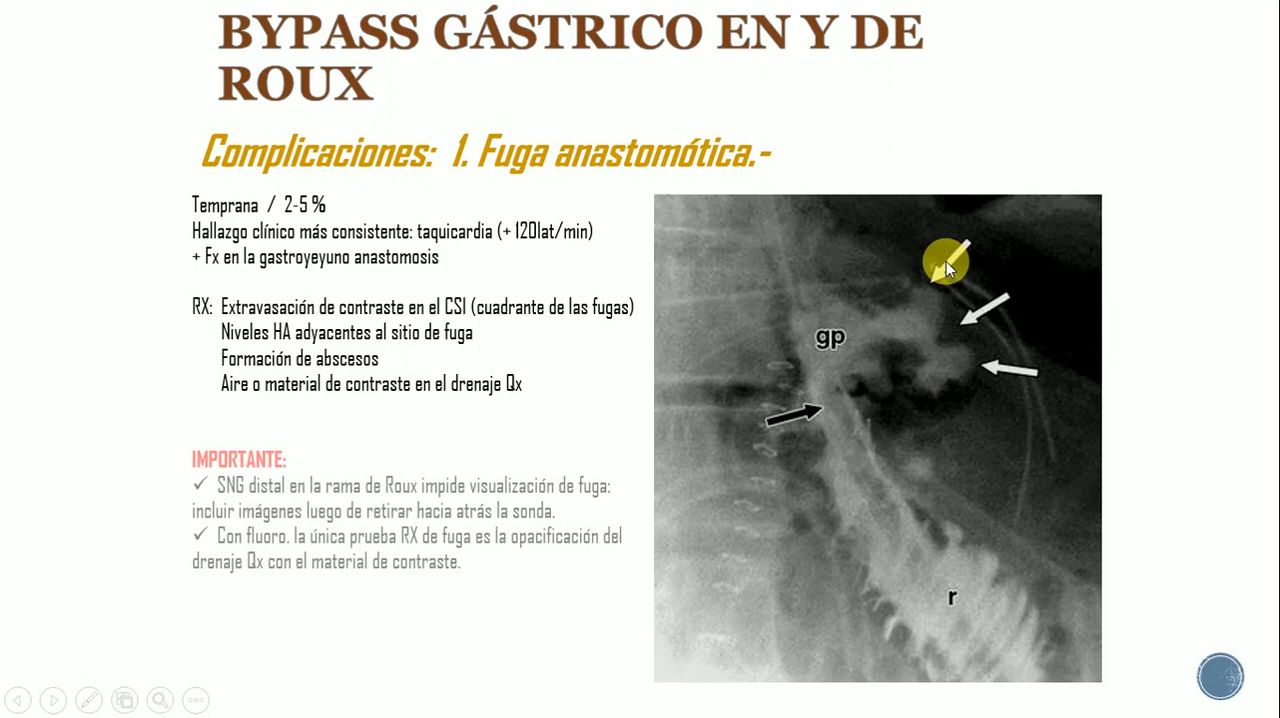 BYPASS GÁSTRICO EN Y DE
ROUX
Complicaciones: 1. Fuga anastomótica.-
Temprana / 2-5 %
Hallazgo clínico más consistente: taquicardia (+ 120lat/min)
+ Fx en la gastroyeyuno anastomosis
RX: Extravasación de contraste en el CSI (cuadrante de las fugas)
Niveles HA adyacentes al sitio de fuga
Formación de abscesos
Aire o material de contraste en el drenaje Qx
IMPORTANTE:
✓ SNG distal en la rama de Roux impide visualización de fuga:
incluir imágenes luego de retirar hacia atrás la sonda.
✓ Con fluoro. la única prueba RX de fuga es la opacificación del
drenaje Qx con el material de contraste.
gp
r